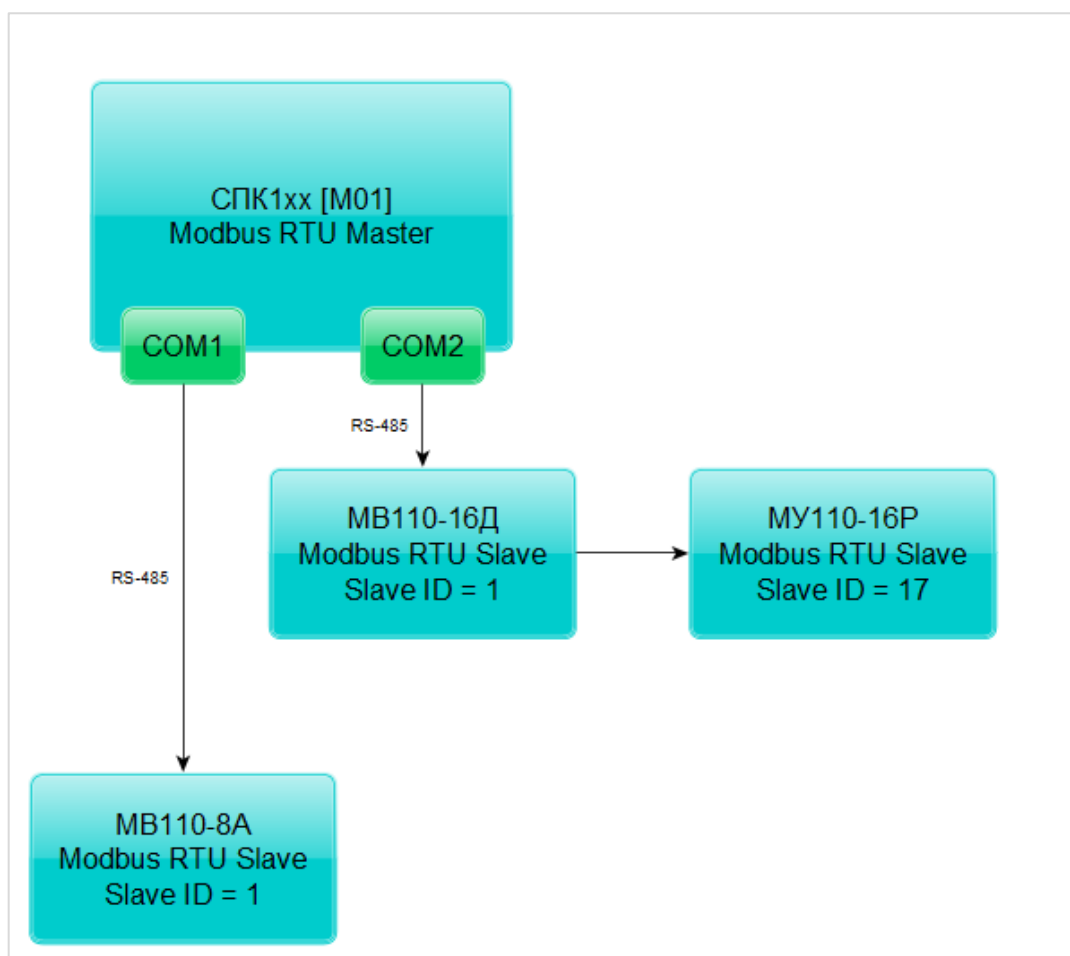 СПК1xx [M01]
Modbus RTU Master
COM1
COM2
RS-485
МВ110-16Д
Modbus RTU Slave
Slave ID = 1
МУ110-16Р
Modbus RTU Slave
Slave ID = 17
RS-485
МВ110-8А
Modbus RTU Slave
Slave ID = 1